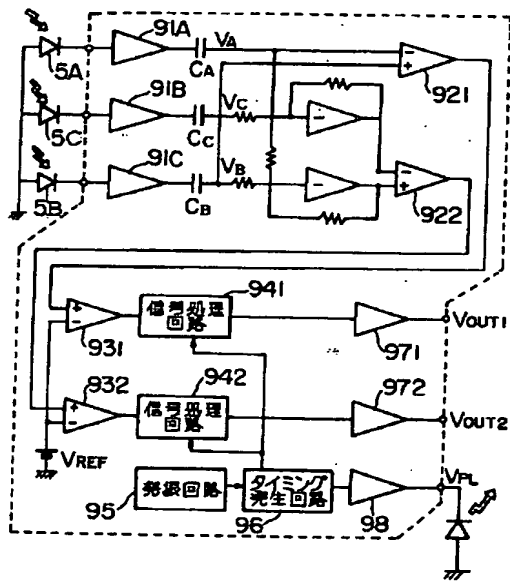 91A
VA
5A
CA
921
91B
VC
5C
CC
91C
VB
5B
CB
922
941
信号処理
回路
931
971
VOUT1
942
932
信号処理
回路
972
VOUT2
VREF
発振回路
タイミング
発生回路
VPL
95
96
98